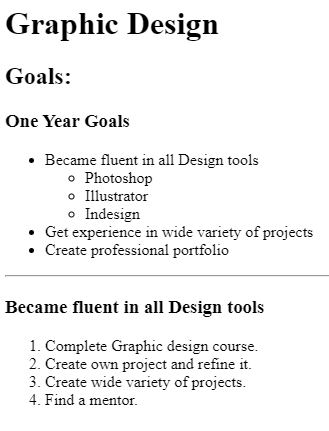 Graphic Design
Goals:
One Year Goals
Became fluent in all Design tools
Photoshop
Illustrator
Indesign
Get experience in wide variety of projects
Create professional portfolio
Became fluent in all Design tools
1. Complete Graphic design course.
2. Create own project and refine it.
3. Create wide variety of projects.
4. Find a mentor.